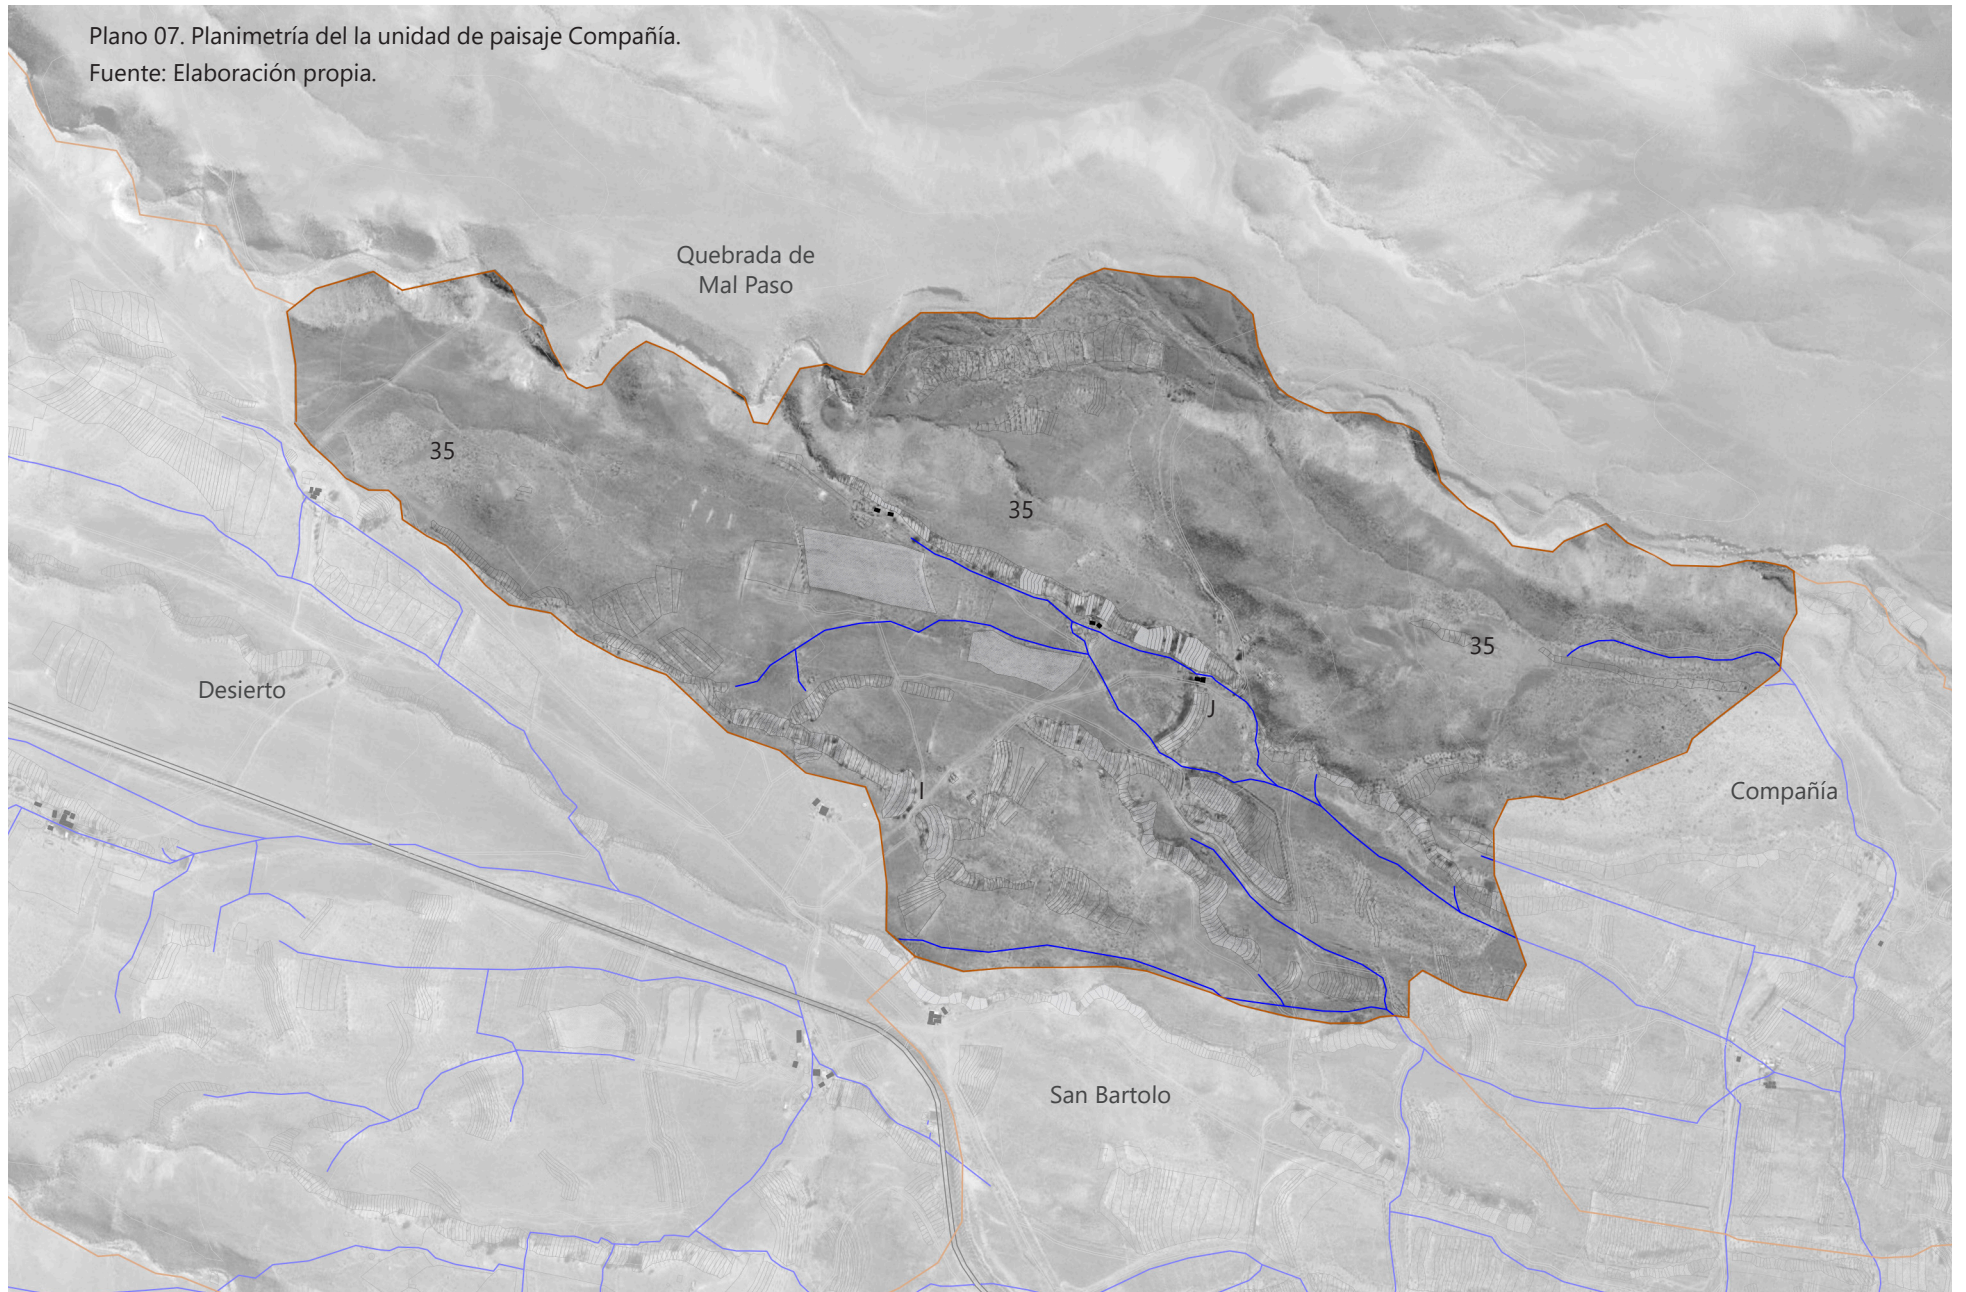 Plano 07. Planimetría del la unidad de paisaje Compañía.
Fuente: Elaboración propia.
Quebrada de
Mal Paso
35
35
35
Desierto
J
I
Compañía
San Bartolo